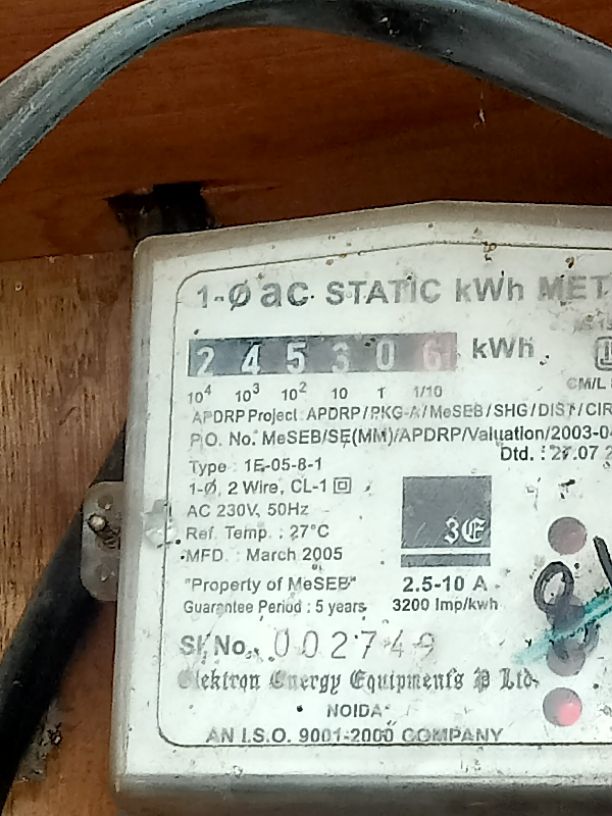 1-Ø ac STATIC kWh MET
2 4 5 3 0 6 kWh
10⁴ 10³ 10² 10 1 1/10
CM/L
APDRP Project : APDRP/PKG-A/MeSEB/SHG/DIST/CIR
P.O. No. MeSEB/SE(MM)/APDRP/Valuation/2003-04
Dtd. : 27.07 2
Type : 1E-05-8-1
1-Ø, 2 Wire, CL-1
AC 230V, 50Hz
Ref. Temp. : 27°C
3E
MFD. : March 2005
"Property of MeSEB" 2.5-10 A
Guarantee Period : 5 years 3200 Imp/kwh
Sl. No. 002749
Elektron Energy Equipments P Ltd.
NOIDA
AN I.S.O. 9001-2000 COMPANY